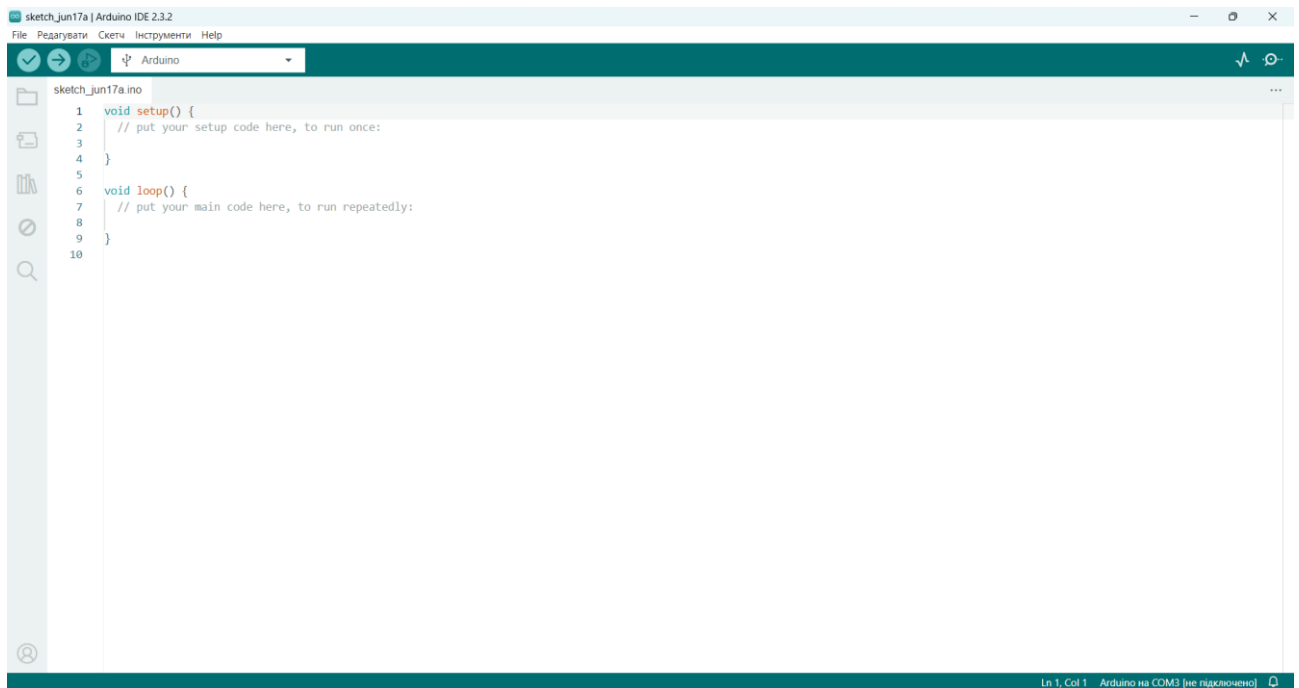 sketch_jun17a | Arduino IDE 2.3.2
File Редагувати Скетч Інструменти Help
Arduino
sketch_jun17a.ino
...
1 void setup() {
2 // put your setup code here, to run once:
3
4 }
5
6 void loop() {
7 // put your main code here, to run repeatedly:
8
9 }
10
Ln 1, Col 1 Arduino на COM3 [не підключено]